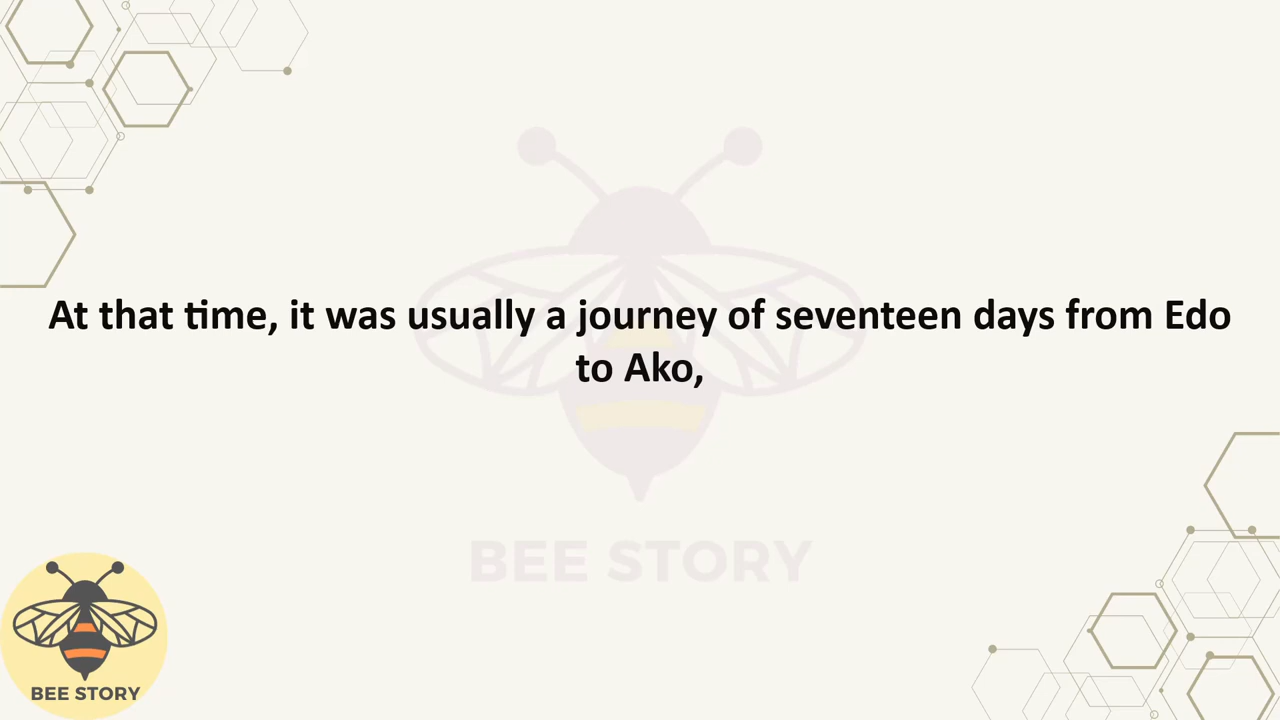 At that time, it was usually a journey of seventeen days from Edo
to Ako,
BEE STORY
BEE STORY